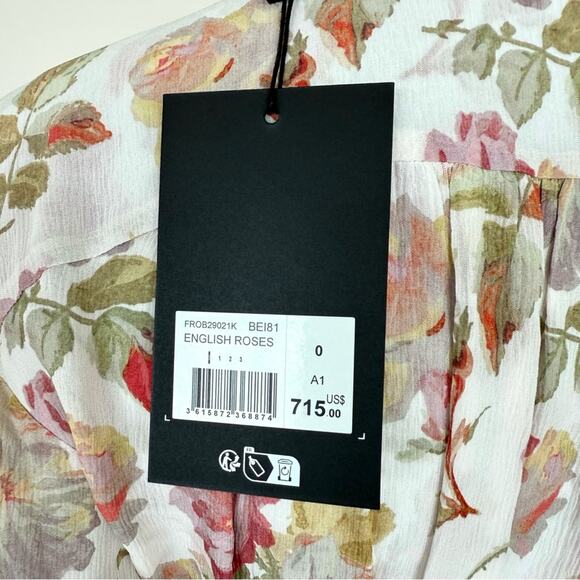 FROB29021K BEI81
ENGLISH ROSES
1 2 3
3 615872 368874
0
A1
715.00 US$